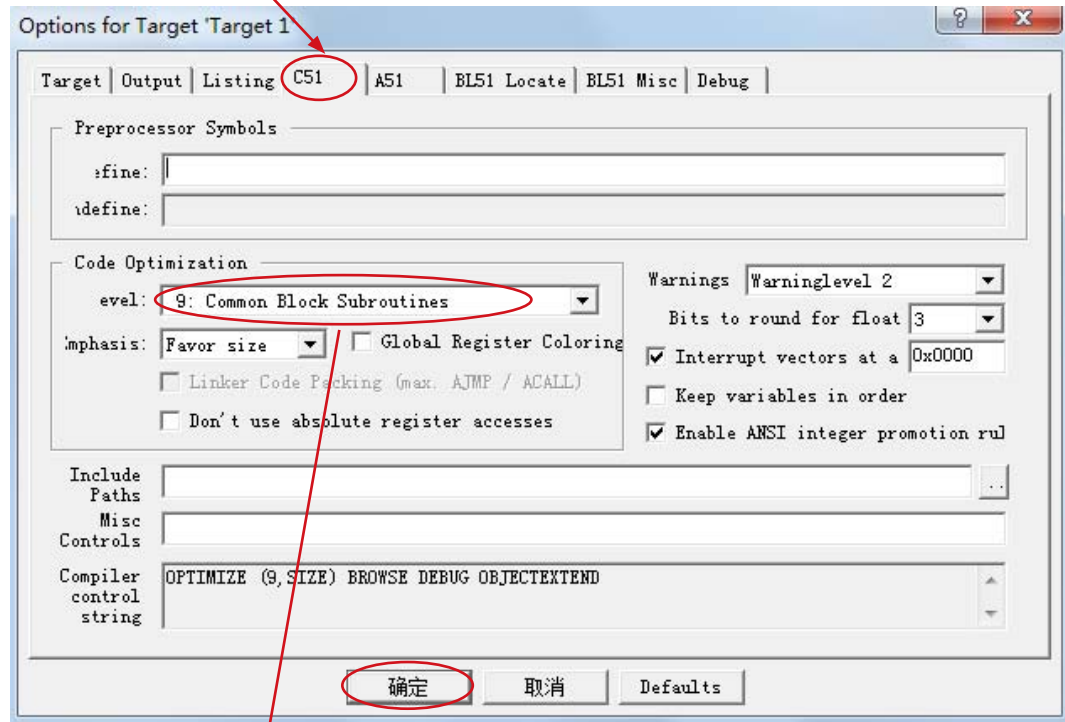 Options for Target 'Target 1'
Target Output Listing C51 A51 BL51 Locate BL51 Misc Debug
Preprocessor Symbols
efine:
ndefine:
Code Optimization
evel: 9: Common Block Subroutines
Warnings Warninglevel 2
Bits to round for float 3
mphasis: Favor size Global Register Coloring
Interrupt vectors at a 0x0000
Linker Code Packing (max. AJMP / ACALL)
Keep variables in order
Don't use absolute register accesses
Enable ANSI integer promotion rul
Include
Paths
..
Misc
Controls
Compiler
control
string
OPTIMIZE (9,SIZE) BROWSE DEBUG OBJECTEXTEND
确定 取消 Defaults